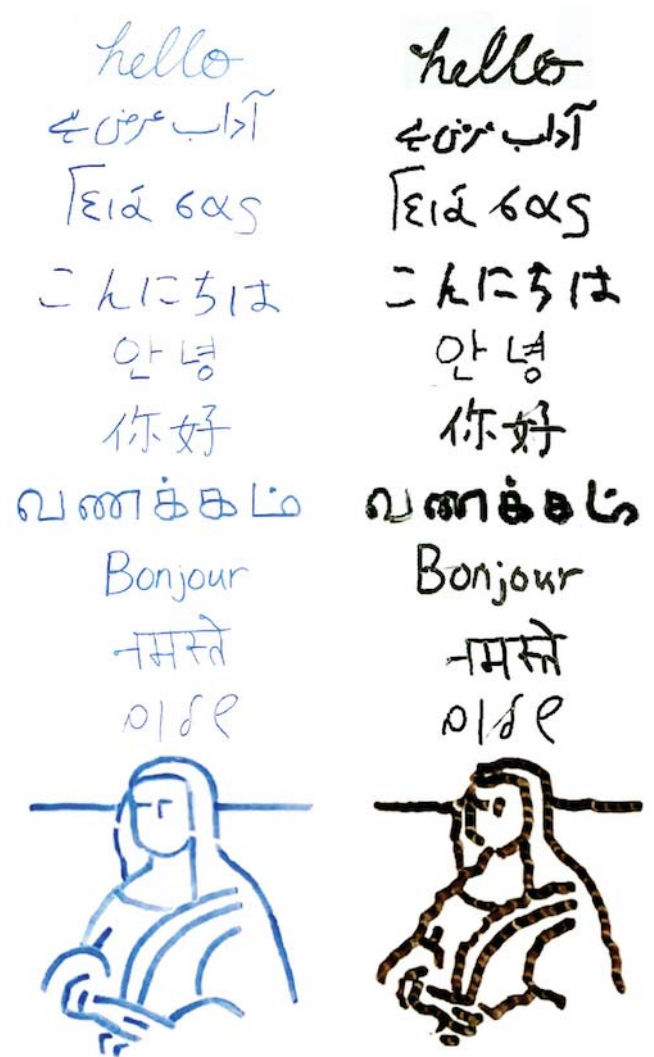 hello
آداب عرض ہے
Γειά σας
こんにちは
안녕
你好
வணக்கம்
Bonjour
नमस्ते
שלום
hello
آداب عرض ہے
Γειά σας
こんにちは
안녕
你好
வணக்கம்
Bonjour
नमस्ते
שלום